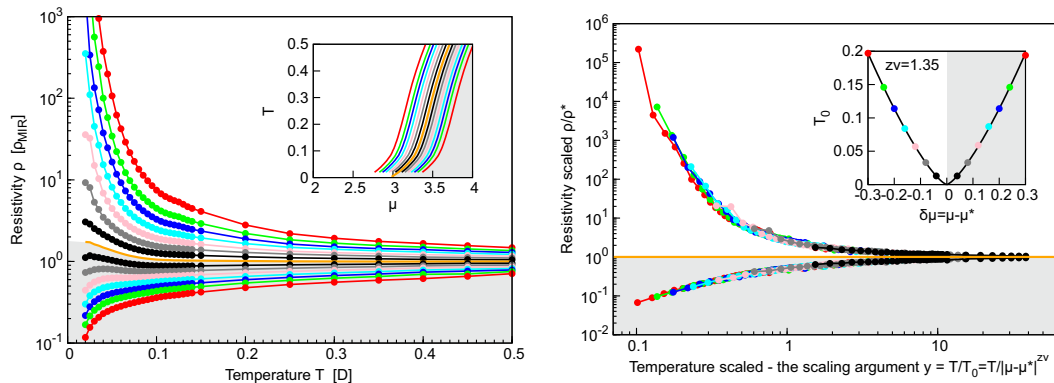 Resistivity ρ [ρMIR]
10³
10²
10¹
10⁰
10⁻¹
0 0.1 0.2 0.3 0.4 0.5
Temperature T [D]
T
0.5
0.4
0.3
0.2
0.1
0
2 2.5 3 3.5 4
μ
Resistivity scaled ρ/ρ*
10⁶
10⁵
10⁴
10³
10²
10¹
10⁰
10⁻¹
10⁻²
0.1 1 10
Temperature scaled - the scaling argument y = T/T₀=T/|μ-μ*|ᶻᵛ
zν=1.35
T₀
0.2
0.15
0.1
0.05
0
-0.3 -0.2 -0.1 0 0.1 0.2 0.3
δμ=μ-μ*